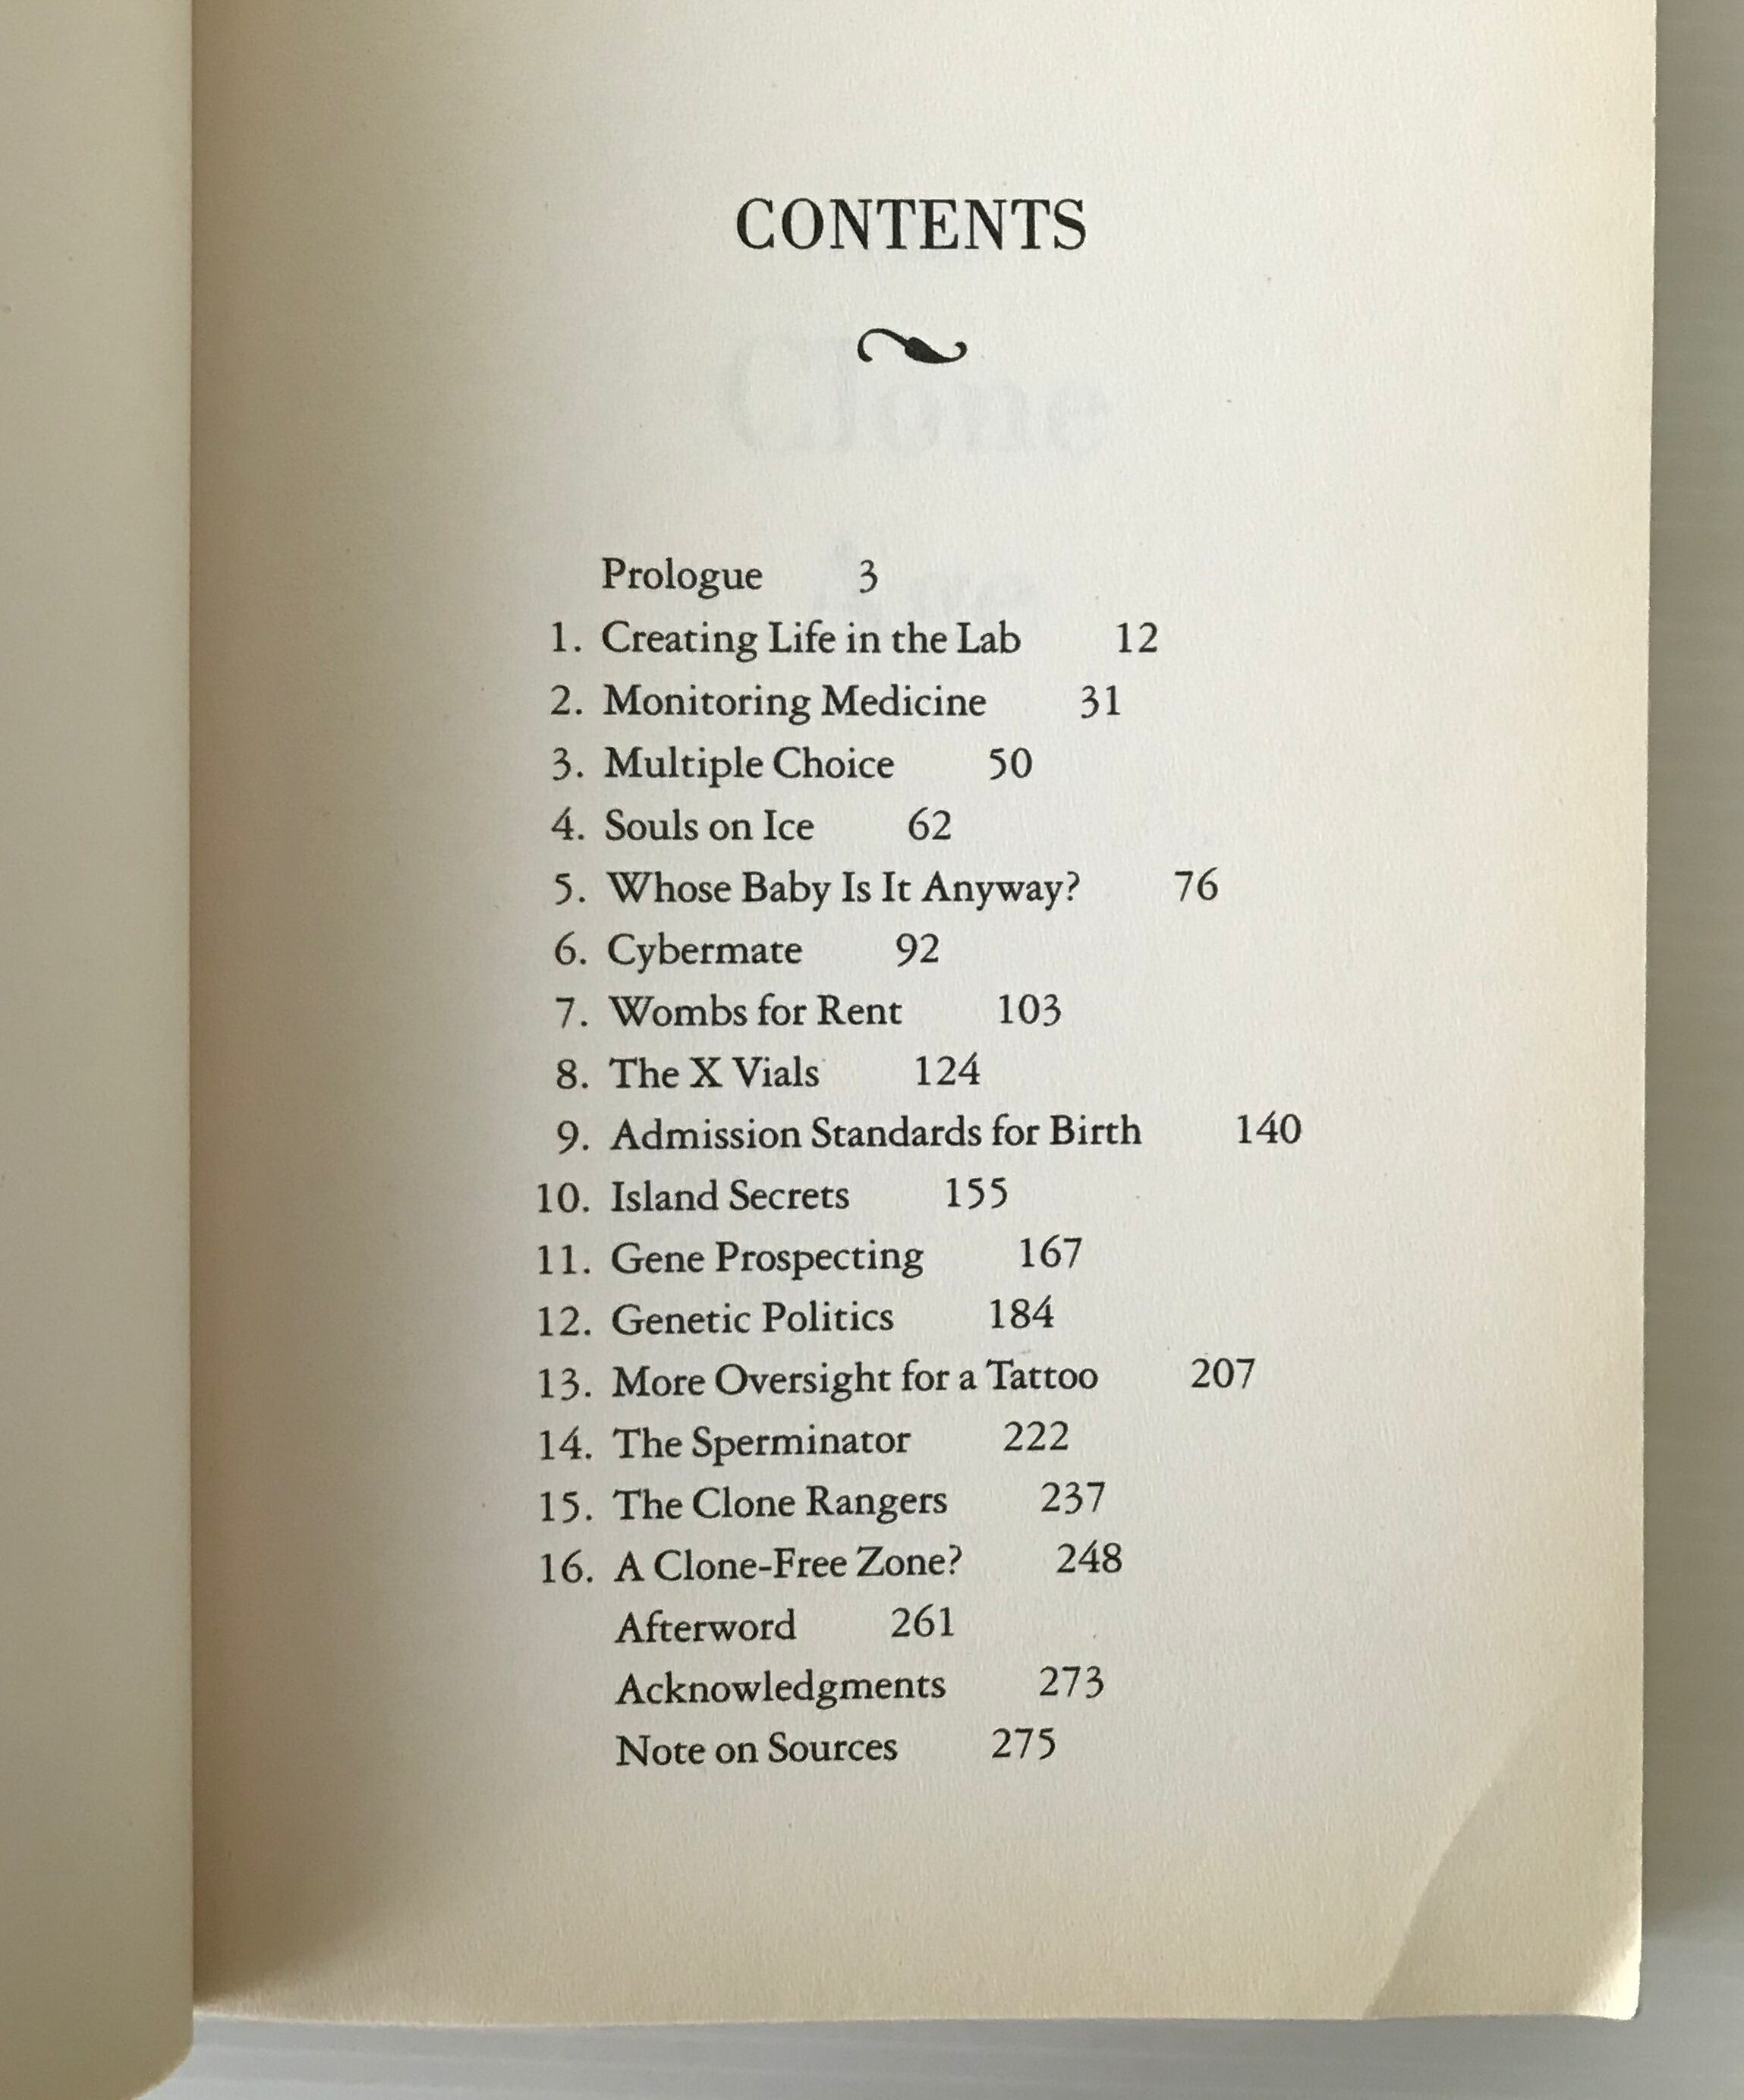 CONTENTS
Clone
Age
Prologue 3
1. Creating Life in the Lab 12
2. Monitoring Medicine 31
3. Multiple Choice 50
4. Souls on Ice 62
5. Whose Baby Is It Anyway? 76
6. Cybermate 92
7. Wombs for Rent 103
8. The X Vials 124
9. Admission Standards for Birth 140
10. Island Secrets 155
11. Gene Prospecting 167
12. Genetic Politics 184
13. More Oversight for a Tattoo 207
14. The Sperminator 222
15. The Clone Rangers 237
16. A Clone-Free Zone? 248
Afterword 261
Acknowledgments 273
Note on Sources 275